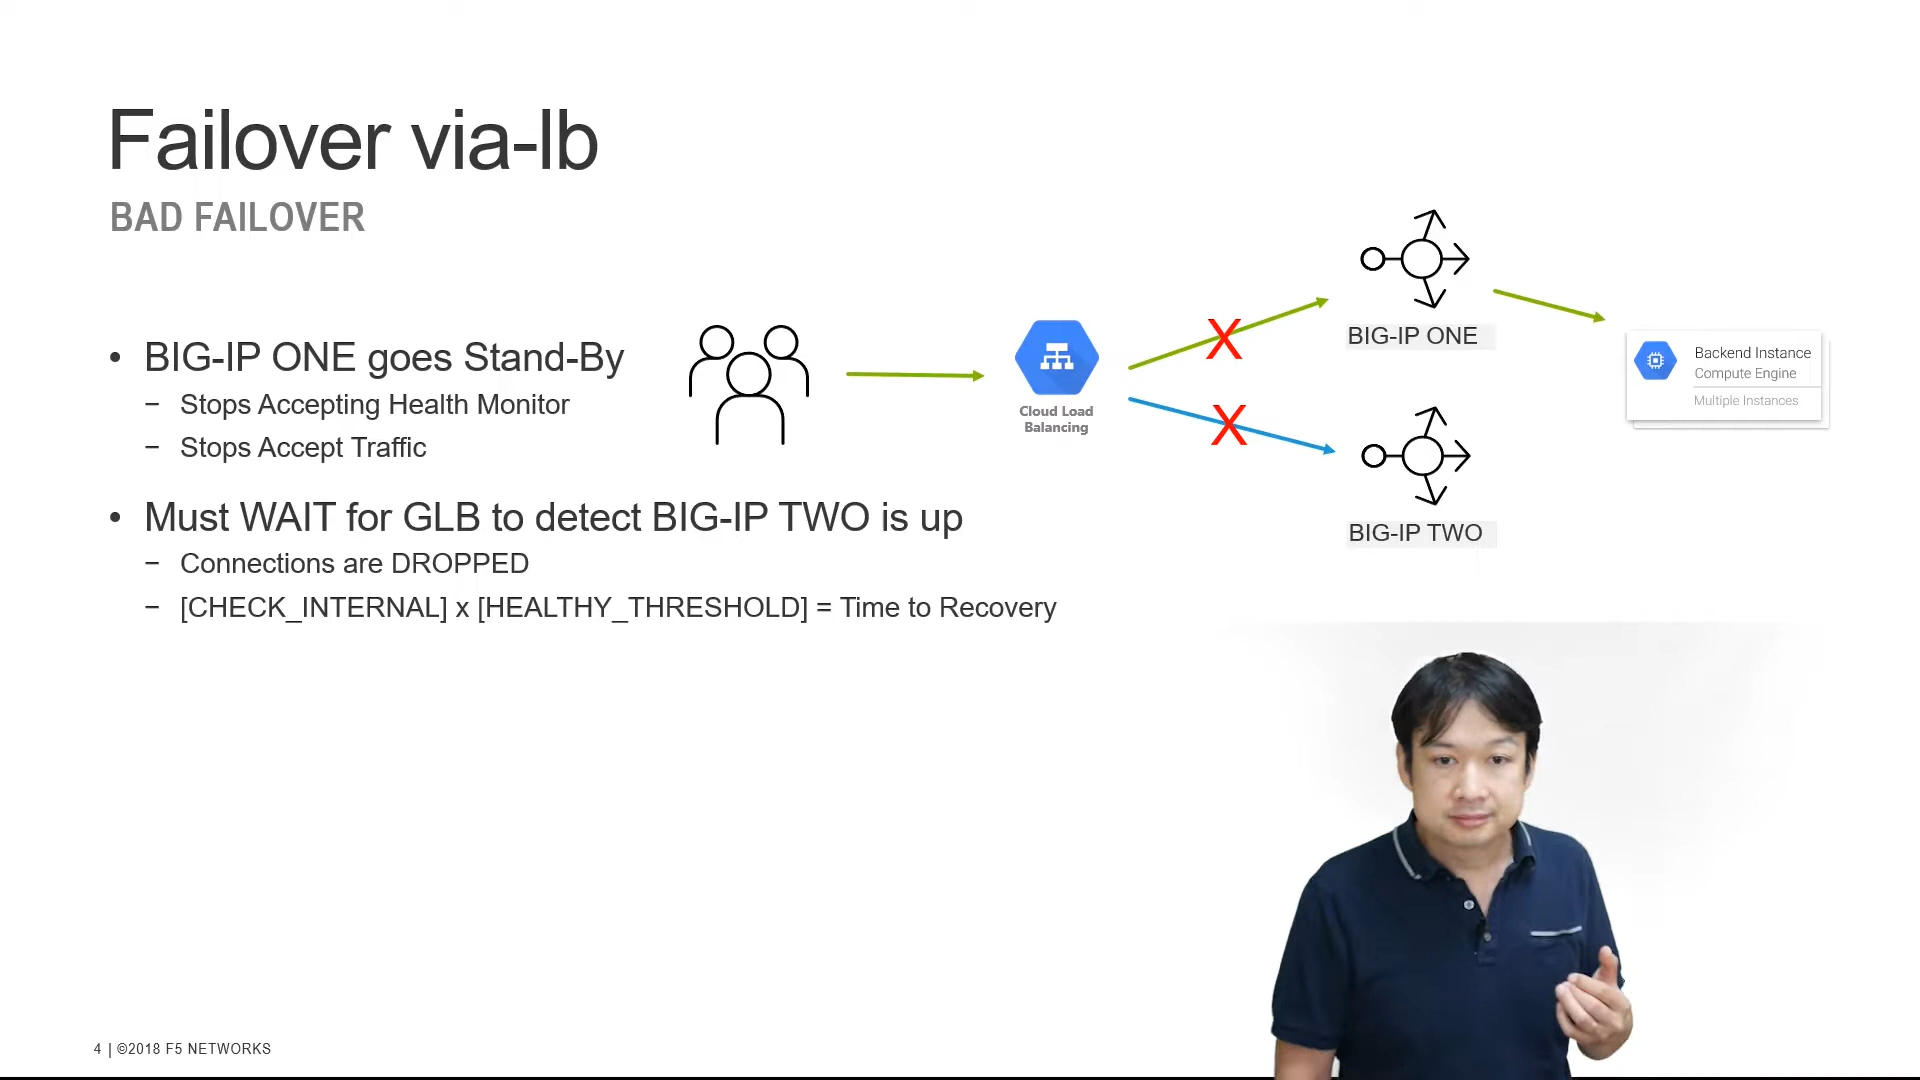 Failover via-lb
BAD FAILOVER
• BIG-IP ONE goes Stand-By
– Stops Accepting Health Monitor
– Stops Accept Traffic
• Must WAIT for GLB to detect BIG-IP TWO is up
– Connections are DROPPED
– [CHECK_INTERNAL] x [HEALTHY_THRESHOLD] = Time to Recovery
Cloud Load
Balancing
X
X
BIG-IP ONE
BIG-IP TWO
Backend Instance
Compute Engine
Multiple Instances
4 | ©2018 F5 NETWORKS